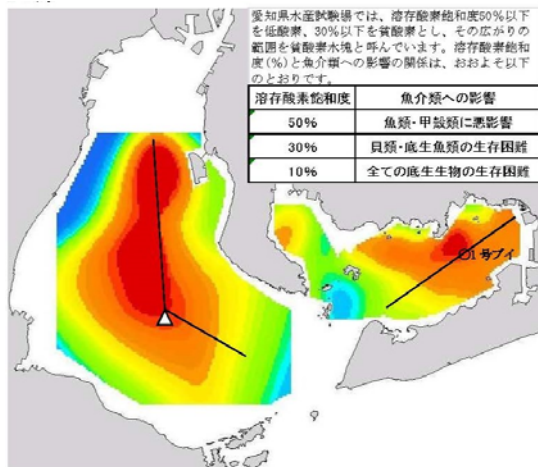 愛知県水産試験場では、溶存酸素飽和度50%以下
を低酸素、30%以下を貧酸素とし、その広がりの
範囲を貧酸素水塊と呼んでいます。溶存酸素飽和
度(%)と魚介類への影響の関係は、おおよそ以下
のとおりです。
溶存酸素飽和度 魚介類への影響
50% 魚類・甲殻類に悪影響
30% 貝類・底生魚類の生存困難
10% 全ての底生生物の生存困難
1号ブイ